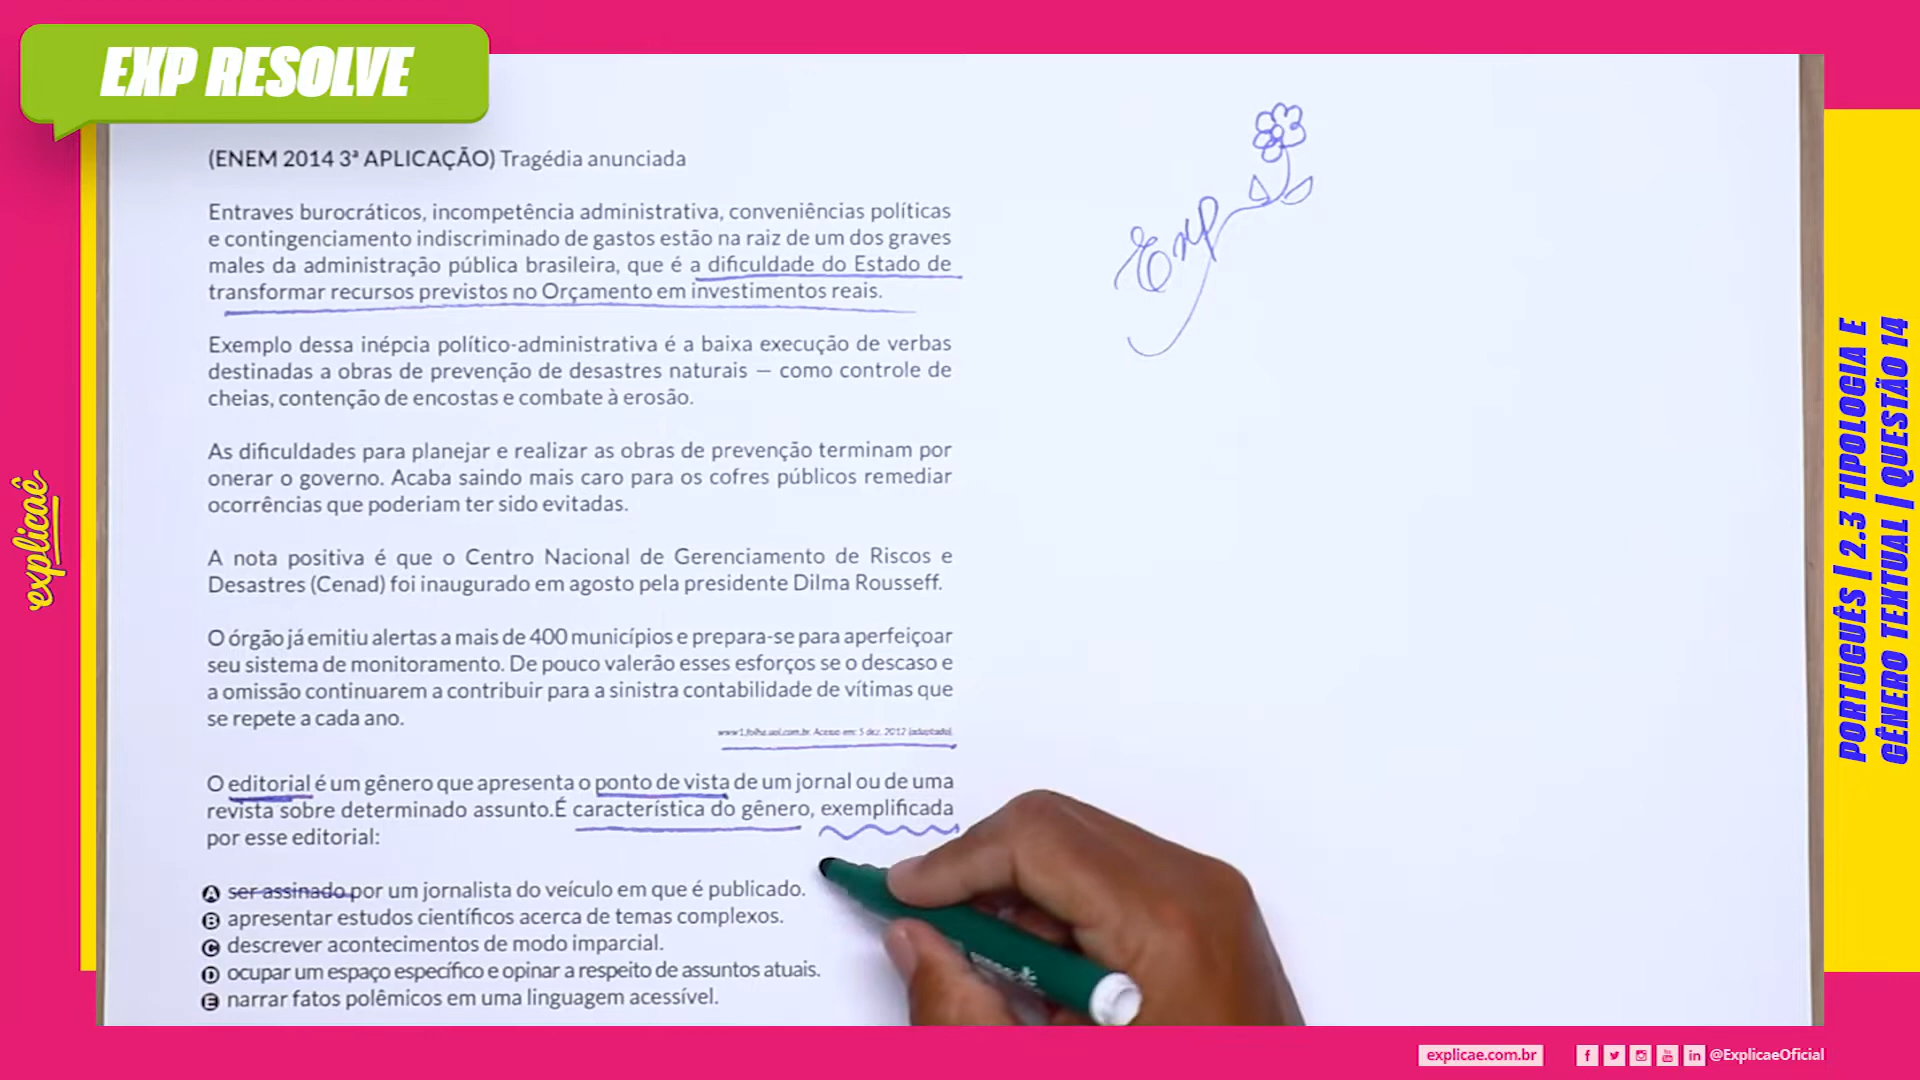 EXP RESOLVE
(ENEM 2014 3ª APLICAÇÃO) Tragédia anunciada
Entraves burocráticos, incompetência administrativa, conveniências políticas
e contingenciamento indiscriminado de gastos estão na raiz de um dos graves
males da administração pública brasileira, que é a dificuldade do Estado de
transformar recursos previstos no Orçamento em investimentos reais.
Exemplo dessa inépcia político-administrativa é a baixa execução de verbas
destinadas a obras de prevenção de desastres naturais — como controle de
cheias, contenção de encostas e combate à erosão.
As dificuldades para planejar e realizar as obras de prevenção terminam por
onerar o governo. Acaba saindo mais caro para os cofres públicos remediar
ocorrências que poderiam ter sido evitadas.
A nota positiva é que o Centro Nacional de Gerenciamento de Riscos e
Desastres (Cenad) foi inaugurado em agosto pela presidente Dilma Rousseff.
O órgão já emitiu alertas a mais de 400 municípios e prepara-se para aperfeiçoar
seu sistema de monitoramento. De pouco valerão esses esforços se o descaso e
a omissão continuarem a contribuir para a sinistra contabilidade de vítimas que
se repete a cada ano.
www1.folha.uol.com.br. Acesso em: 5 dez. 2012 (adaptado).
O editorial é um gênero que apresenta o ponto de vista de um jornal ou de uma
revista sobre determinado assunto.É característica do gênero, exemplificada
por esse editorial:
A ser assinado por um jornalista do veículo em que é publicado.
B apresentar estudos científicos acerca de temas complexos.
C descrever acontecimentos de modo imparcial.
D ocupar um espaço específico e opinar a respeito de assuntos atuais.
E narrar fatos polêmicos em uma linguagem acessível.
Exp
explicaê
PORTUGUÊS | 2.3 TIPOLOGIA E
GÊNERO TEXTUAL | QUESTÃO 14
explicae.com.br
@ExplicaeOficial